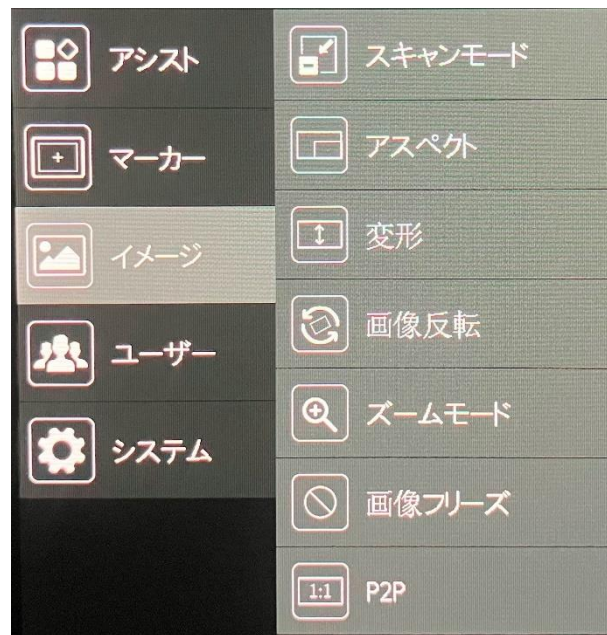 アシスト
マーカー
イメージ
ユーザー
システム
スキャンモード
アスペクト
変形
画像反転
ズームモード
画像フリーズ
1:1 P2P